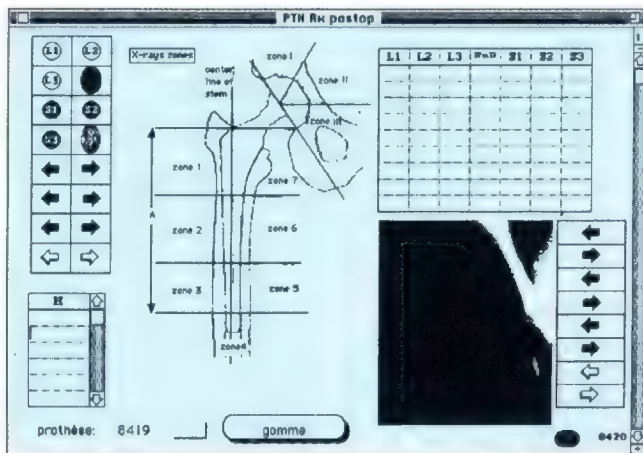 PTH Rx postop
L1 L2
L3
S1 S2
X-rays zones
center
line of
stem
zone I
zone II
zone III
L1 L2 L3 S1 S2 S3
zone 1
zone 7
A
zone 2
zone 6
zone 3
zone 5
zone4
prothèse: 8419
gomme
8420